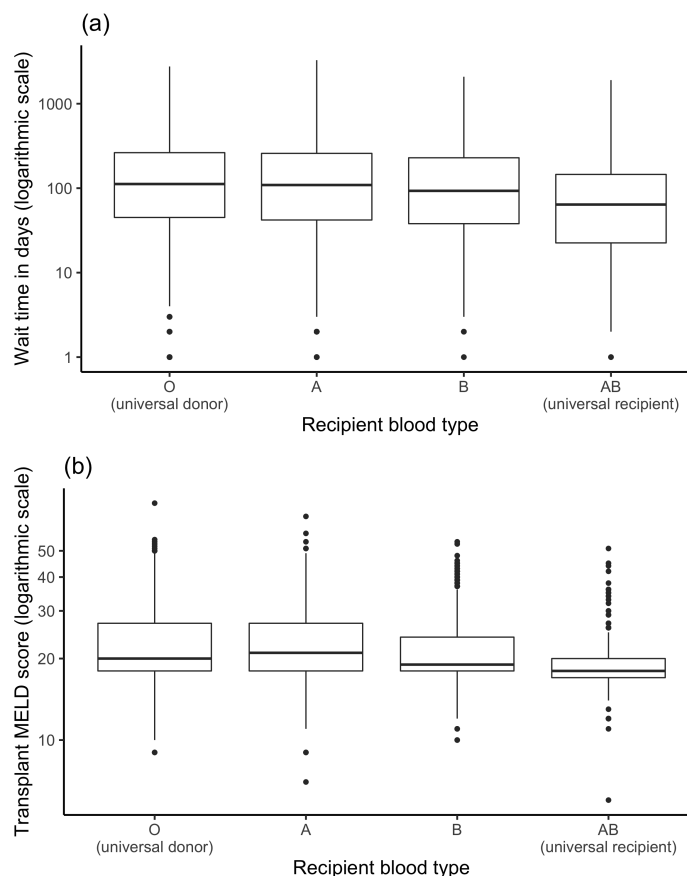 (a)
Wait time in days (logarithmic scale)
1000
100
10
1
O
(universal donor)
A
B
AB
(universal recipient)
Recipient blood type
(b)
Transplant MELD score (logarithmic scale)
50
40
30
20
10
O
(universal donor)
A
B
AB
(universal recipient)
Recipient blood type